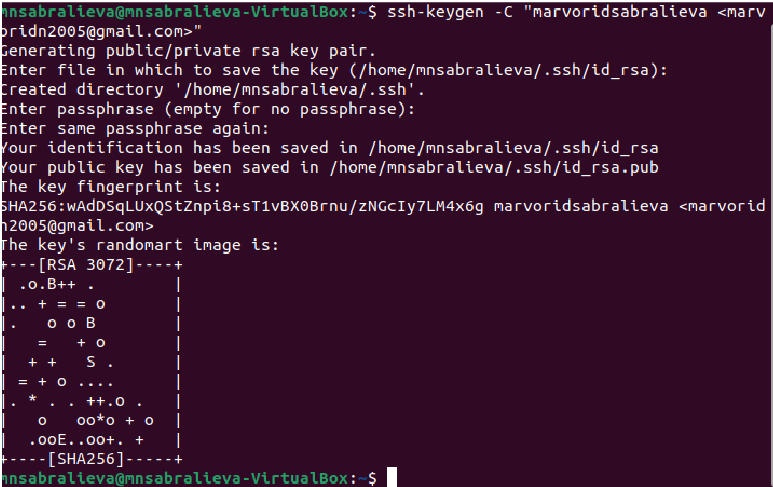 mnsabralieva@mnsabralieva-VirtualBox:~$ ssh-keygen -C "marvoridsabralieva <marv
oridn2005@gmail.com>"
Generating public/private rsa key pair.
Enter file in which to save the key (/home/mnsabralieva/.ssh/id_rsa):
Created directory '/home/mnsabralieva/.ssh'.
Enter passphrase (empty for no passphrase):
Enter same passphrase again:
Your identification has been saved in /home/mnsabralieva/.ssh/id_rsa
Your public key has been saved in /home/mnsabralieva/.ssh/id_rsa.pub
The key fingerprint is:
SHA256:wAdDSqLUxQStZnpi8+sT1vBX0Brnu/zNGcIy7LM4x6g marvoridsabralieva <marvorid
n2005@gmail.com>
The key's randomart image is:
+---[RSA 3072]----+
| .o.B++ .        |
|.. + = = o       |
|.   o o B        |
|   =   + o       |
|  + +   S .      |
| = + o ....      |
|. * . . ++.o .   |
|   o   oo*o + o  |
|  .ooE..oo+. +   |
+----[SHA256]-----+
mnsabralieva@mnsabralieva-VirtualBox:~$